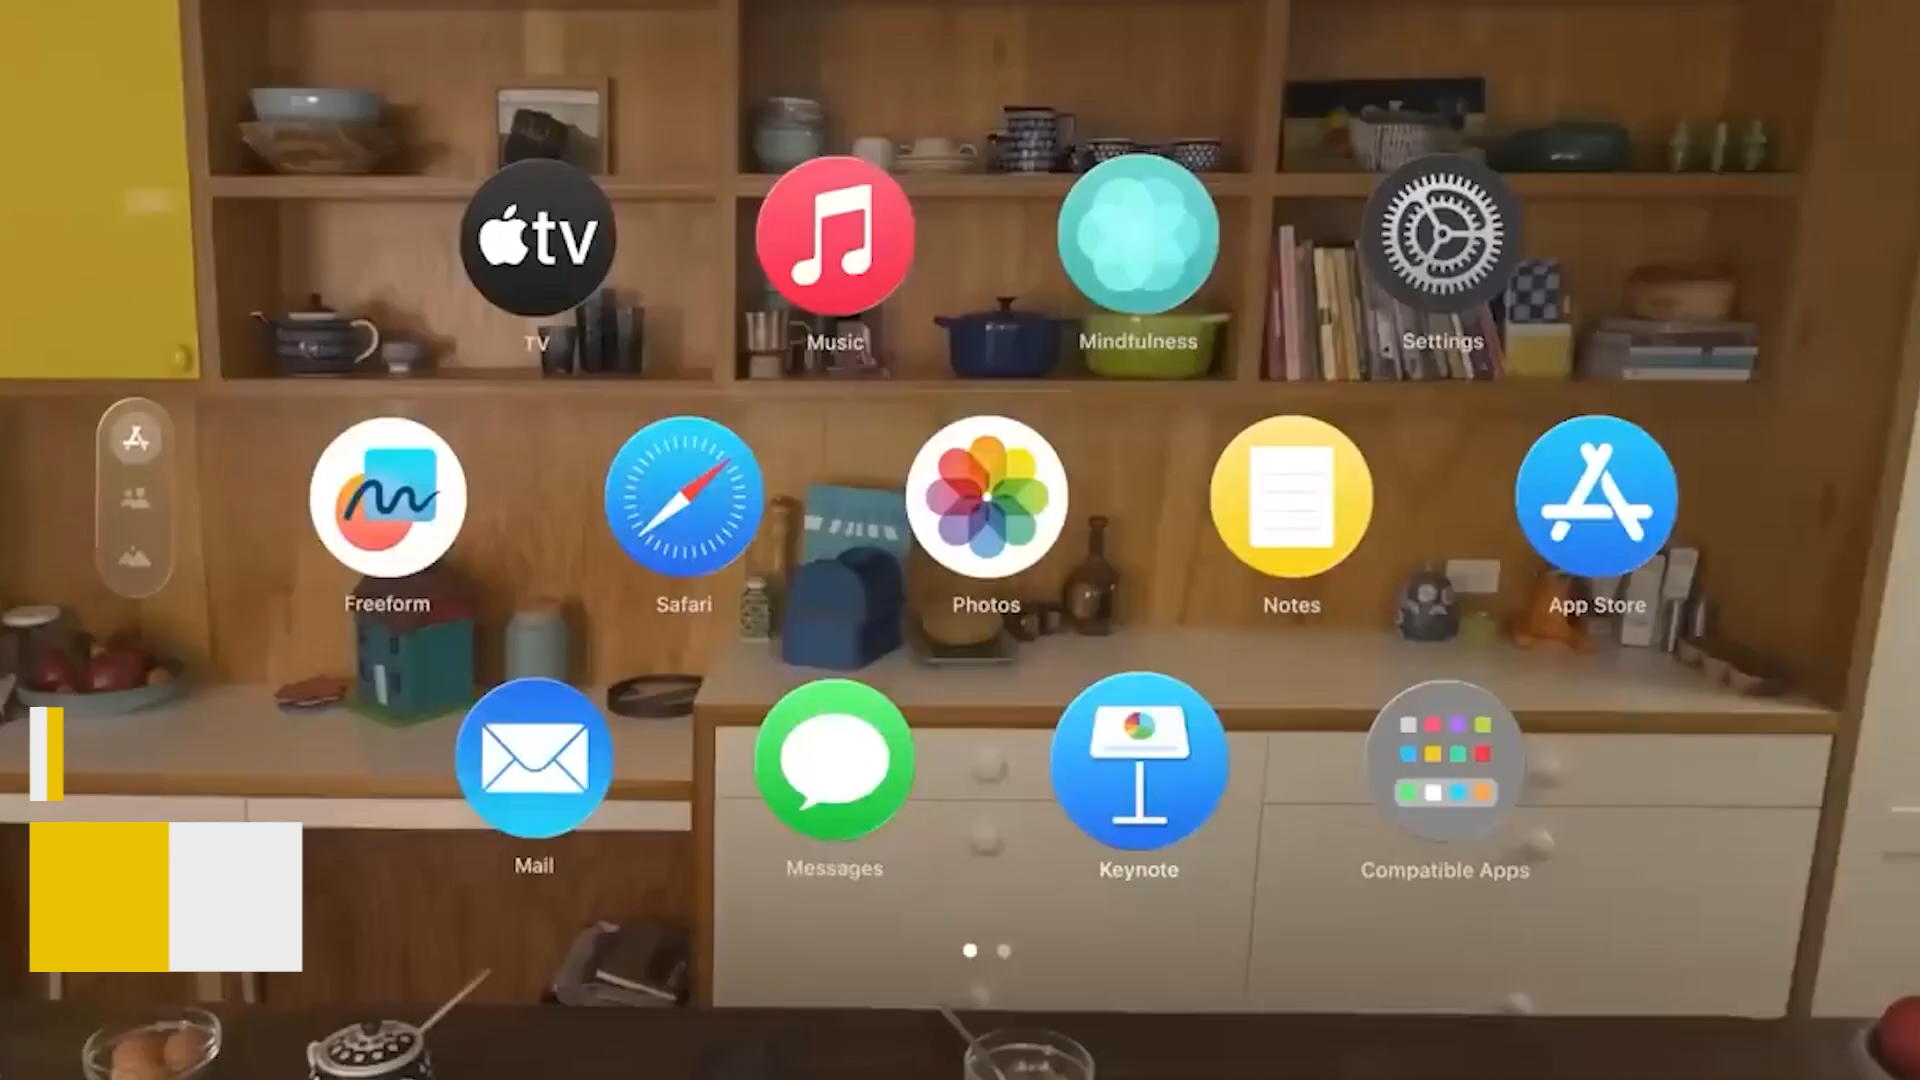 tv
TV
Music
Mindfulness
Settings
Freeform
Safari
Photos
Notes
App Store
Mail
Messages
Keynote
Compatible Apps